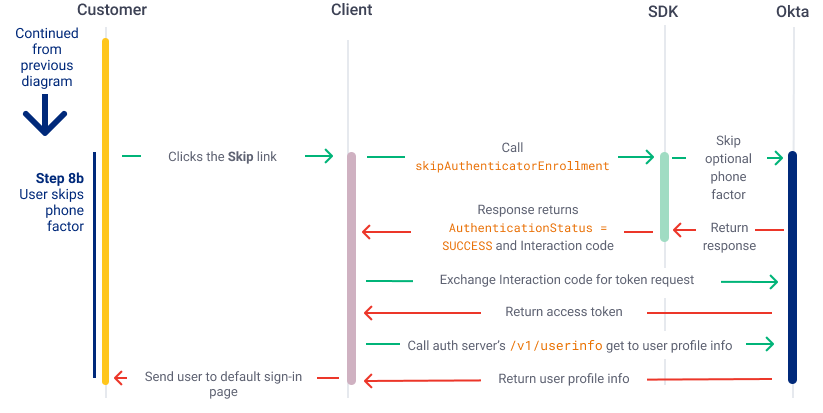 Customer
Client
SDK
Okta
Continued
from
previous
diagram
Clicks the Skip link
Call
skipAuthenticatorEnrollment
Skip
optional
phone
factor
Step 8b
User skips
phone
factor
Response returns
AuthenticationStatus =
SUCCESS and Interaction code
Return
response
Exchange Interaction code for token request
Return access token
Call auth server's /v1/userinfo get to user profile info
Send user to default sign-in
page
Return user profile info